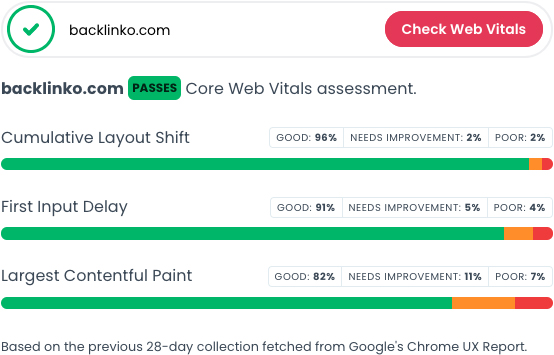 backlinko.com Check Web Vitals
backlinko.com PASSES Core Web Vitals assessment.
Cumulative Layout Shift GOOD: 96% NEEDS IMPROVEMENT: 2% POOR: 2%
First Input Delay GOOD: 91% NEEDS IMPROVEMENT: 5% POOR: 4%
Largest Contentful Paint GOOD: 82% NEEDS IMPROVEMENT: 11% POOR: 7%
Based on the previous 28-day collection fetched from Google's Chrome UX Report.